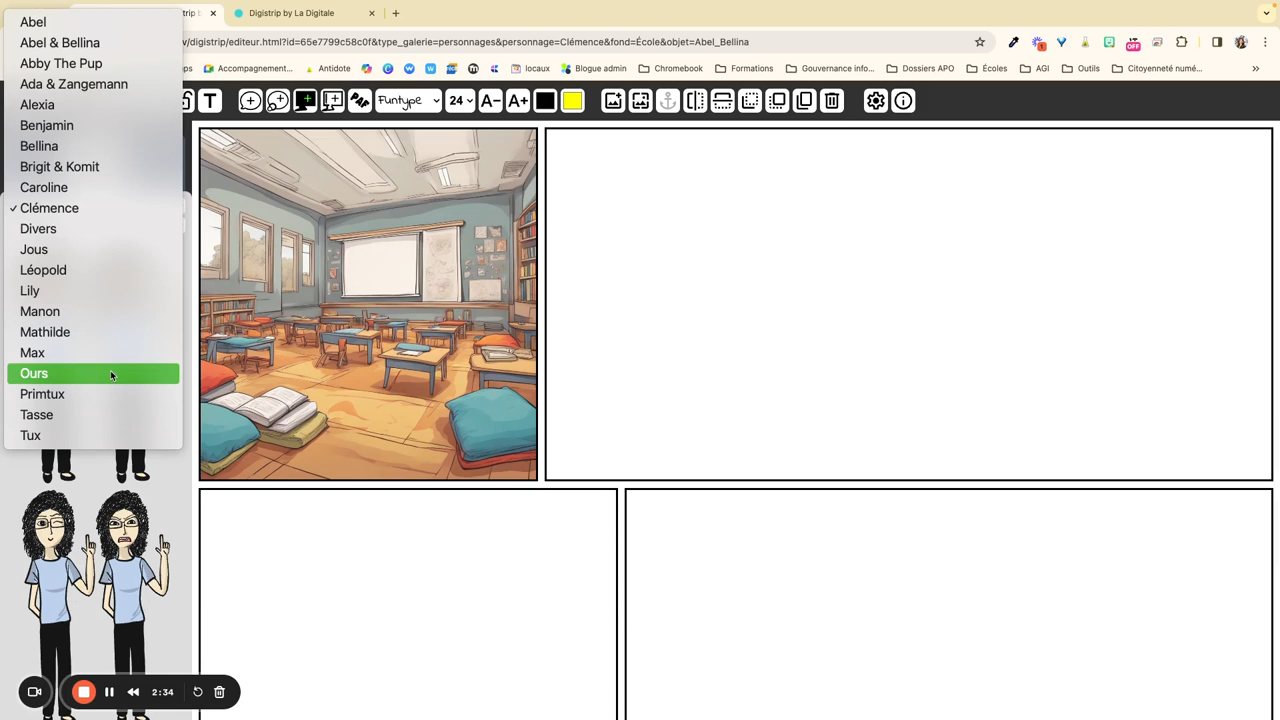 Abel
Abel & Bellina
Abby The Pup
Ada & Zangemann
Alexia
Benjamin
Bellina
Brigit & Komit
Caroline
✓ Clémence
Divers
Jous
Léopold
Lily
Manon
Mathilde
Max
Ours
Primtux
Tasse
Tux
Digistrip by La Digitale
v/digistrip/editeur.html?id=65e7799c58c0f&type_galerie=personnages&personnage=Clémence&fond=École&objet=Abel_Bellina
Accompagnement...
Antidote
locaux
Blogue admin
Chromebook
Formations
Gouvernance info...
Dossiers APO
Écoles
AGI
Outils
Citoyenneté numé...
OFF
T
Funtype
24
A-
A+
2:34